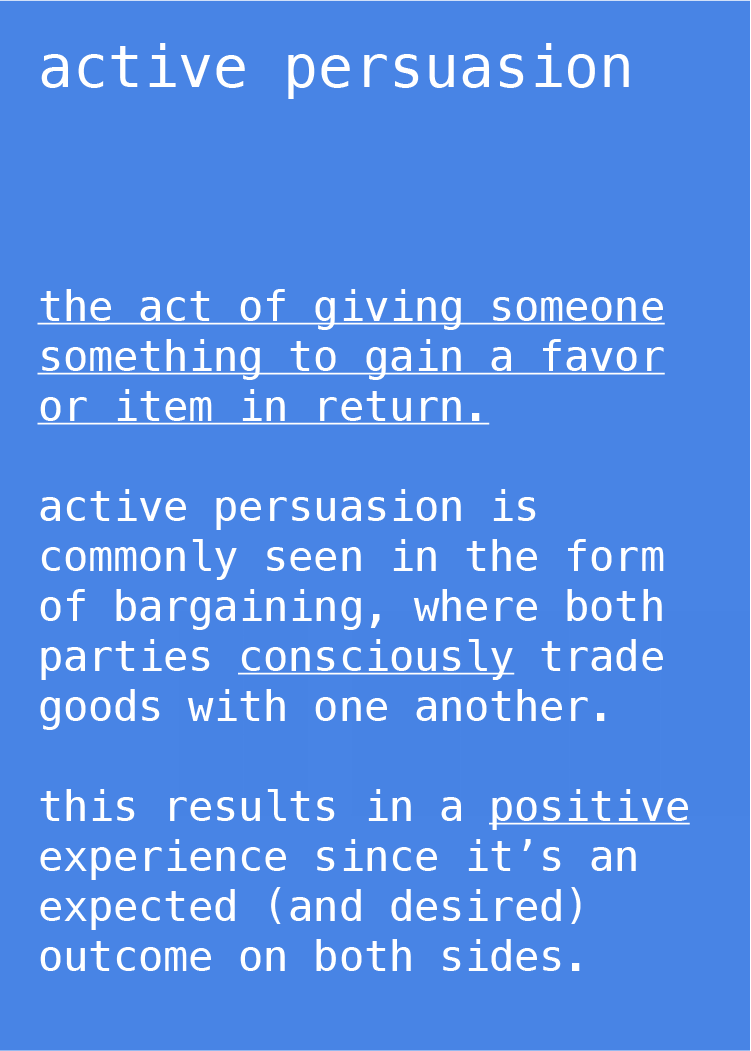 active persuasion
the act of giving someone
something to gain a favor
or item in return.
active persuasion is
commonly seen in the form
of bargaining, where both
parties consciously trade
goods with one another.
this results in a positive
experience since it’s an
expected (and desired)
outcome on both sides.